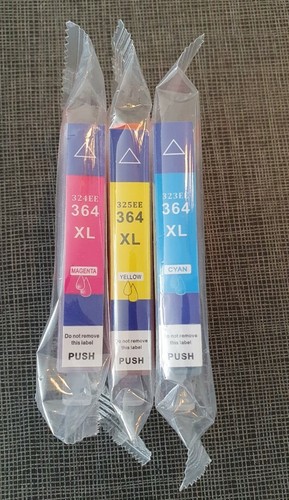 324EE
364
XL
MAGENTA
Do not remove
this label
PUSH
325EE
364
XL
YELLOW
Do not remove
this label
PUSH
323EE
364
XL
CYAN
Do not remove
this label
PUSH